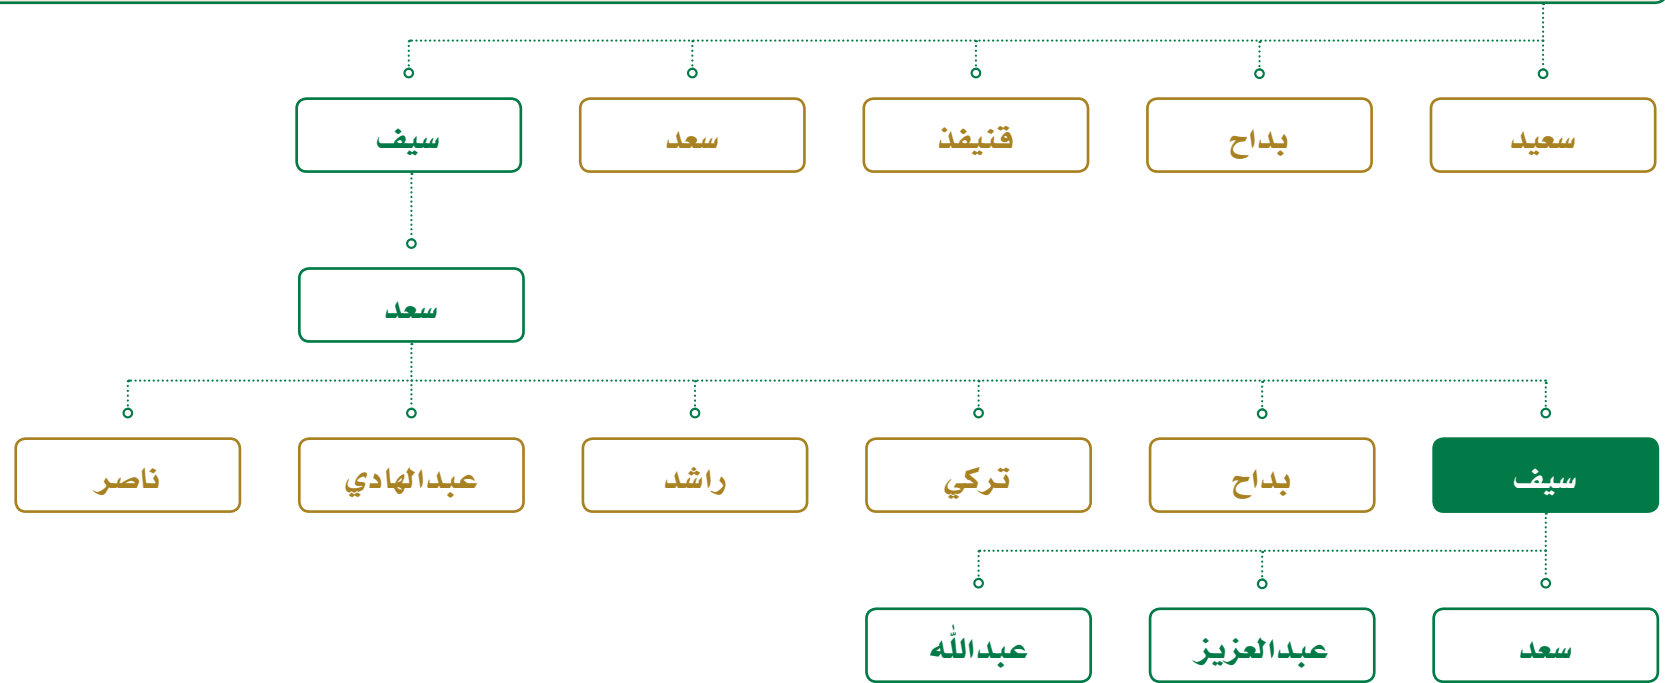 سعيد بداح قنيفذ سعد سيف
سعد
سيف بداح تركي راشد عبدالهادي ناصر
سعد عبدالعزيز عبدالله